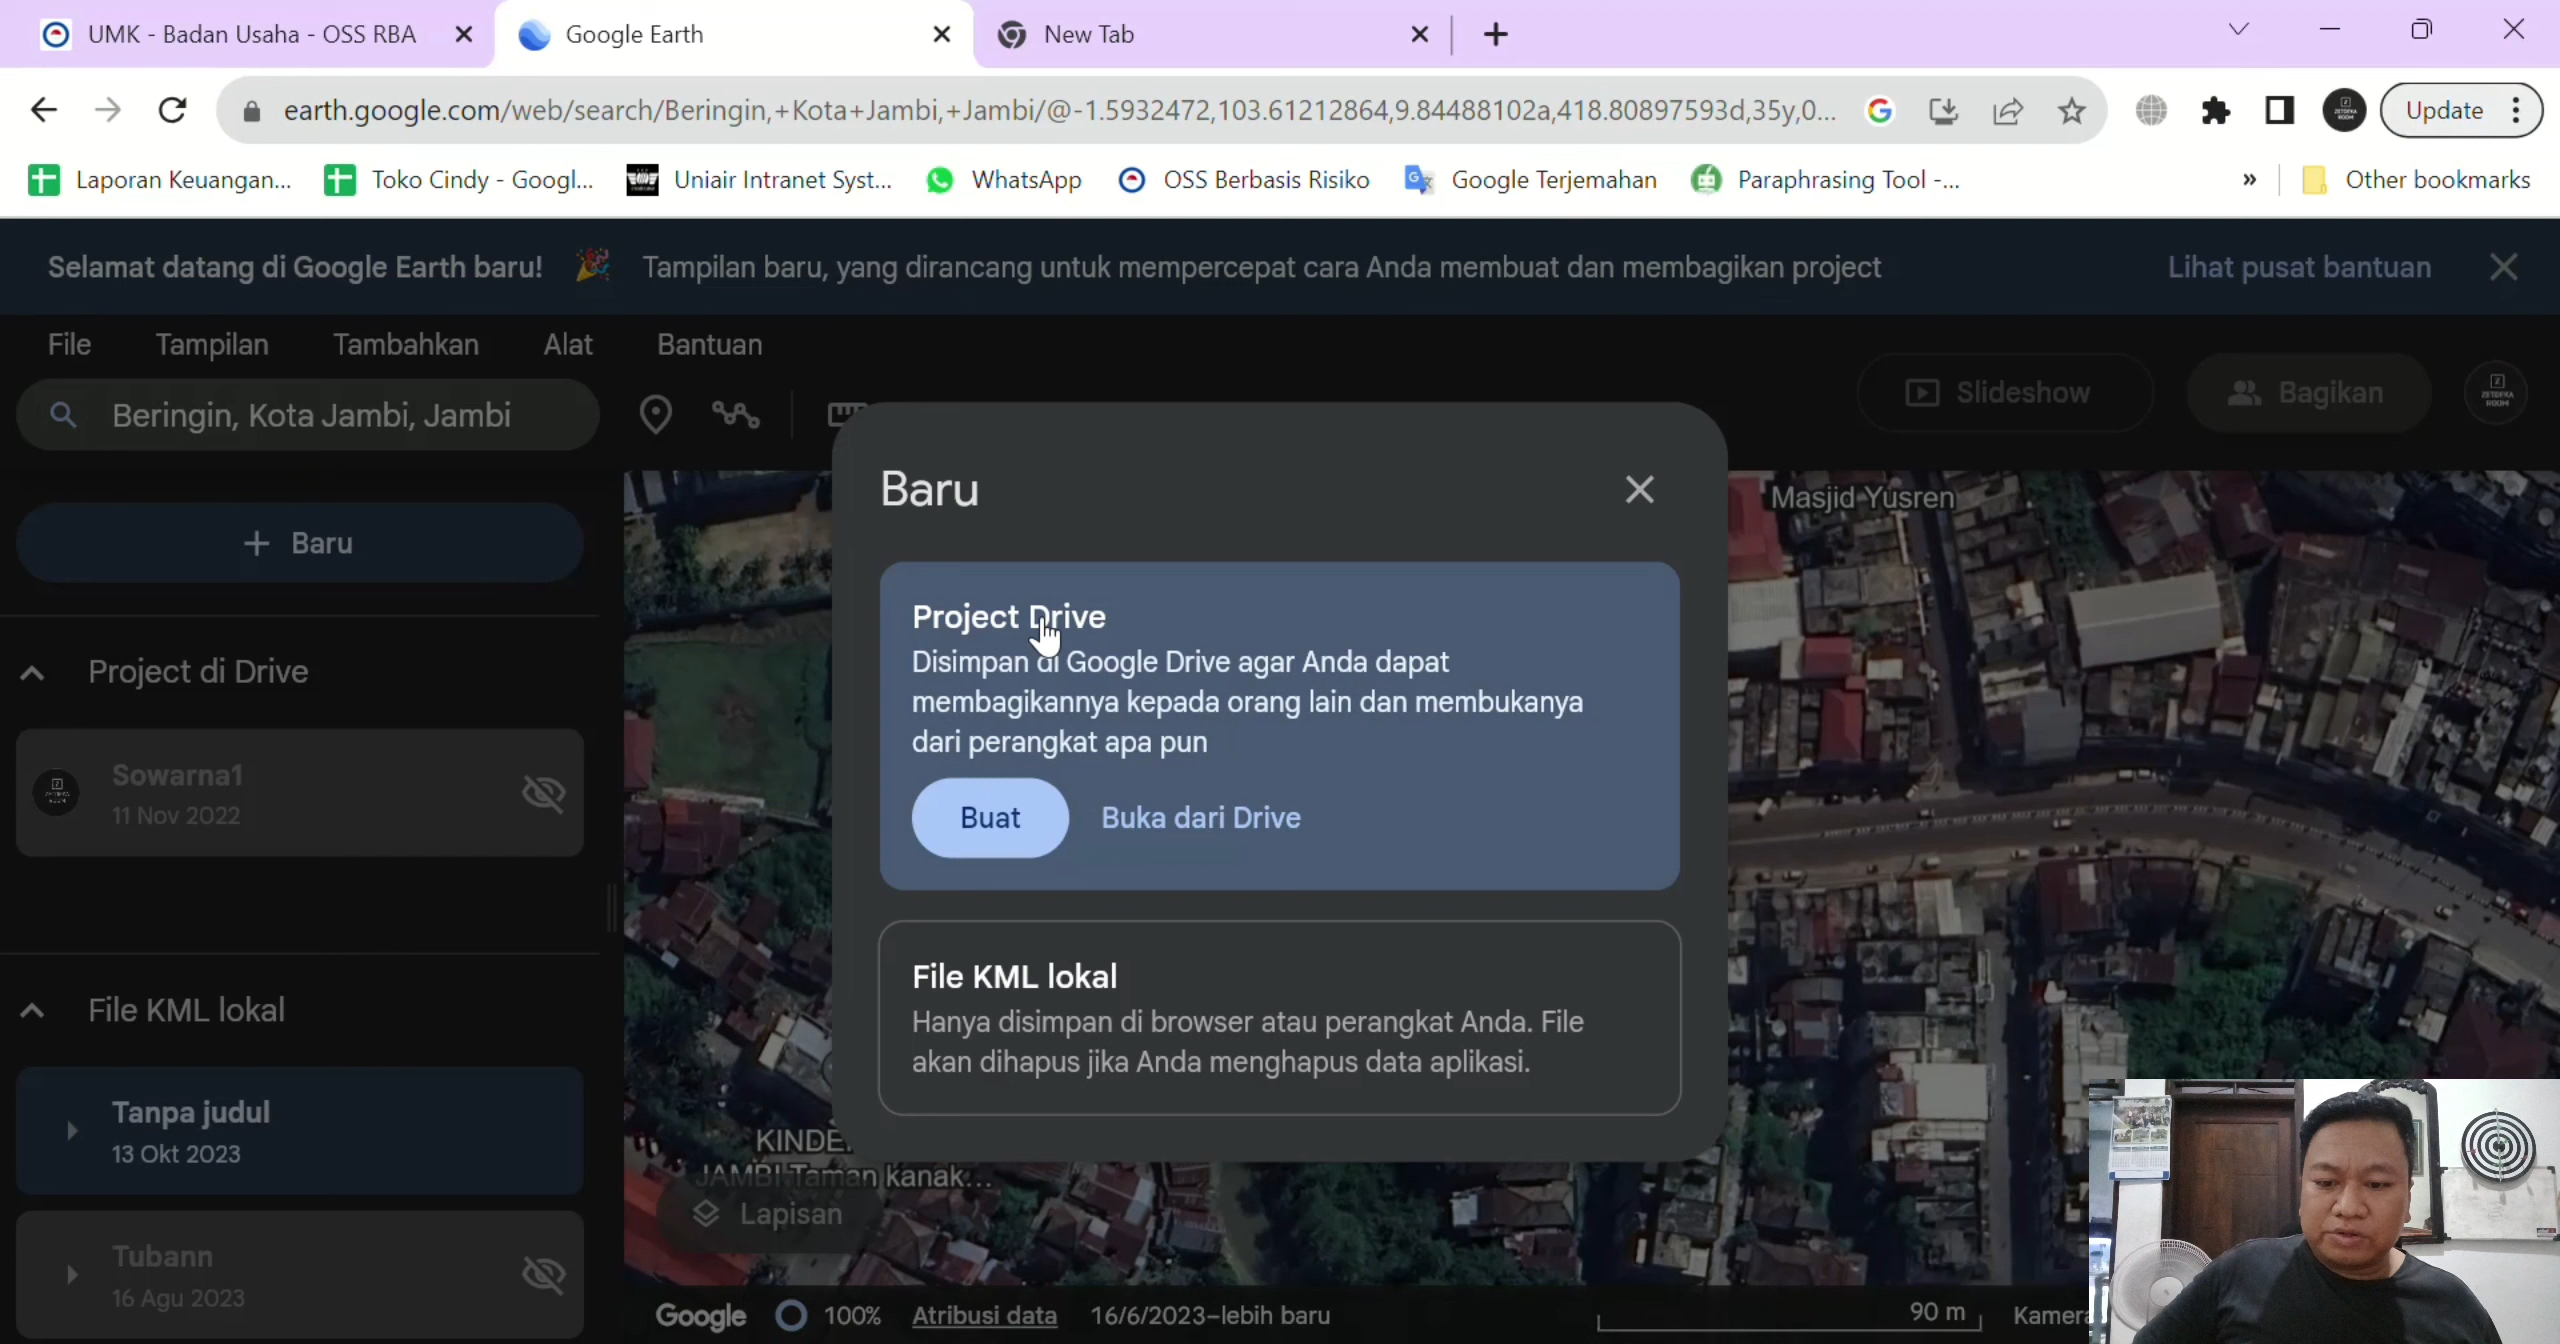 UMK - Badan Usaha - OSS RBA
Google Earth
New Tab
earth.google.com/web/search/Beringin,+Kota+Jambi,+Jambi/@-1.5932472,103.61212864,9.84488102a,418.80897593d,35y,0...
Update
Laporan Keuangan...
Toko Cindy - Googl...
Uniair Intranet Syst...
WhatsApp
OSS Berbasis Risiko
Google Terjemahan
Paraphrasing Tool -...
»
Other bookmarks
Selamat datang di Google Earth baru!
Tampilan baru, yang dirancang untuk mempercepat cara Anda membuat dan membagikan project
Lihat pusat bantuan
File
Tampilan
Tambahkan
Alat
Bantuan
Beringin, Kota Jambi, Jambi
Slideshow
Bagikan
+ Baru
Project di Drive
Sowarna1
11 Nov 2022
File KML lokal
Tanpa judul
13 Okt 2023
Tubann
16 Agu 2023
Baru
Project Drive
Disimpan di Google Drive agar Anda dapat
membagikannya kepada orang lain dan membukanya
dari perangkat apa pun
Buat
Buka dari Drive
File KML lokal
Hanya disimpan di browser atau perangkat Anda. File
akan dihapus jika Anda menghapus data aplikasi.
Masjid Yusren
KINDE
JAMBI Taman kanak...
Lapisan
Google
100%
Atribusi data
16/6/2023–lebih baru
90 m
Kamera